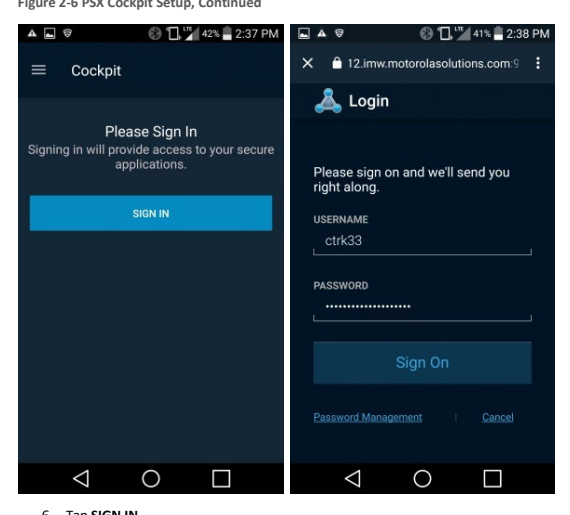 Figure 2-6 PSX Cockpit Setup, Continued
42% 2:37 PM
Cockpit
Please Sign In
Signing in will provide access to your secure
applications.
SIGN IN
41% 2:38 PM
12.imw.motorolasolutions.com:9
Login
Please sign on and we'll send you
right along.
USERNAME
ctrk33
PASSWORD
••••••••••••••••••••
Sign On
Password Management | Cancel
6. Tap SIGN IN